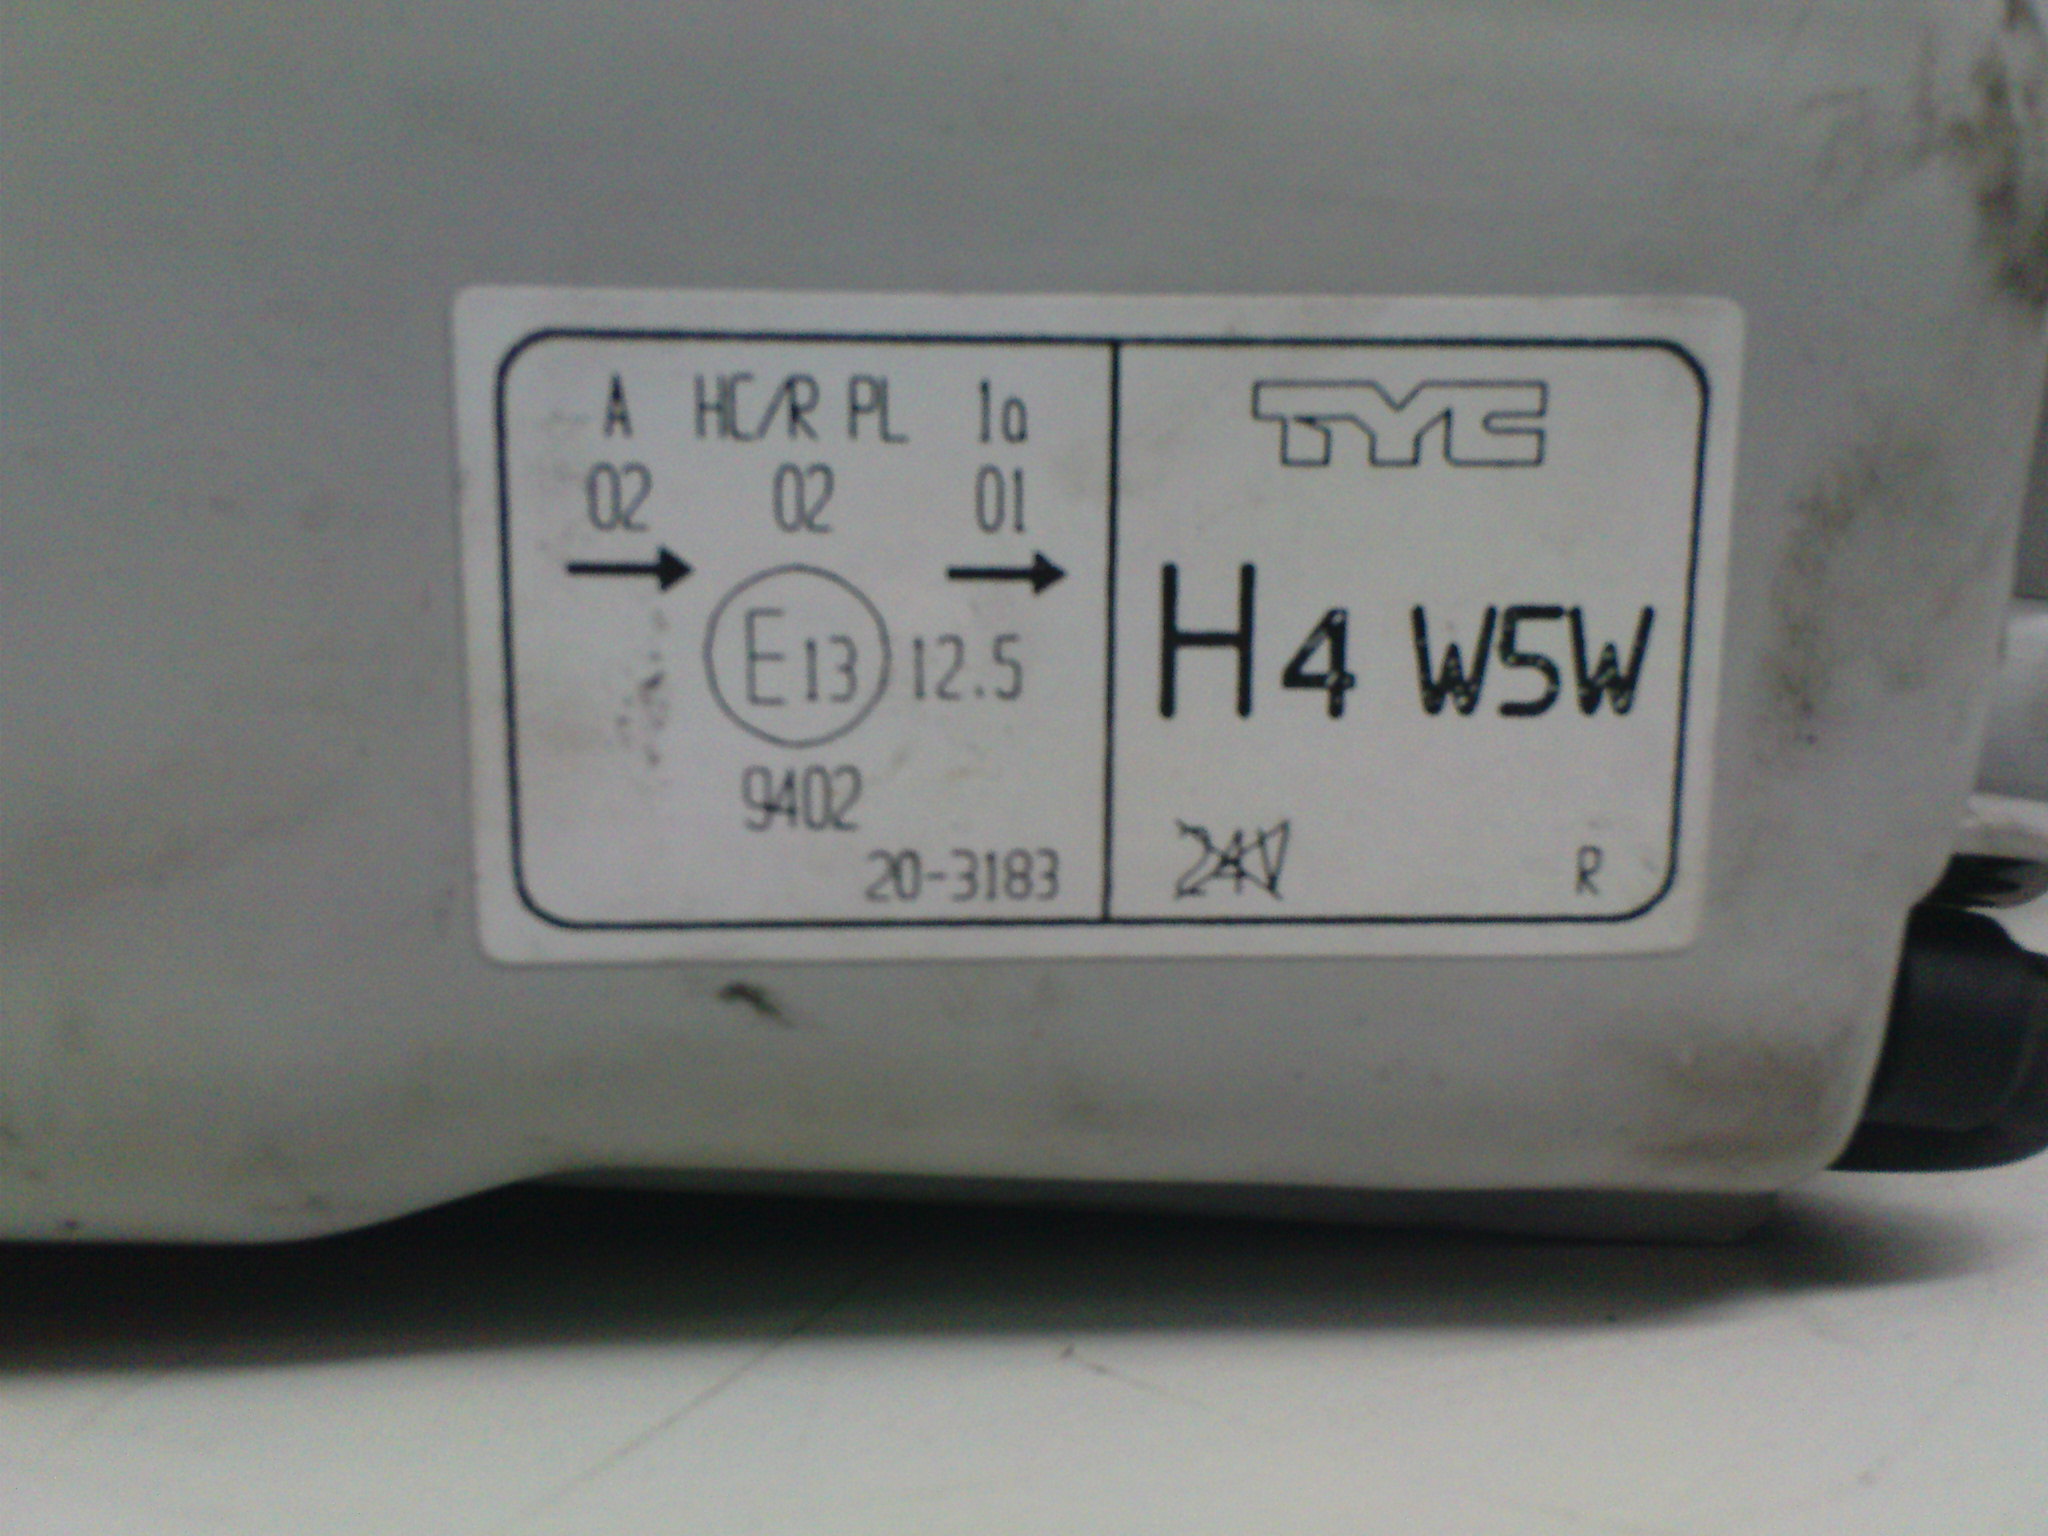 A HC/R PL 1a
02 02 01
E13 12.5
9402
20-3183
TYC
H4 W5W
24V R